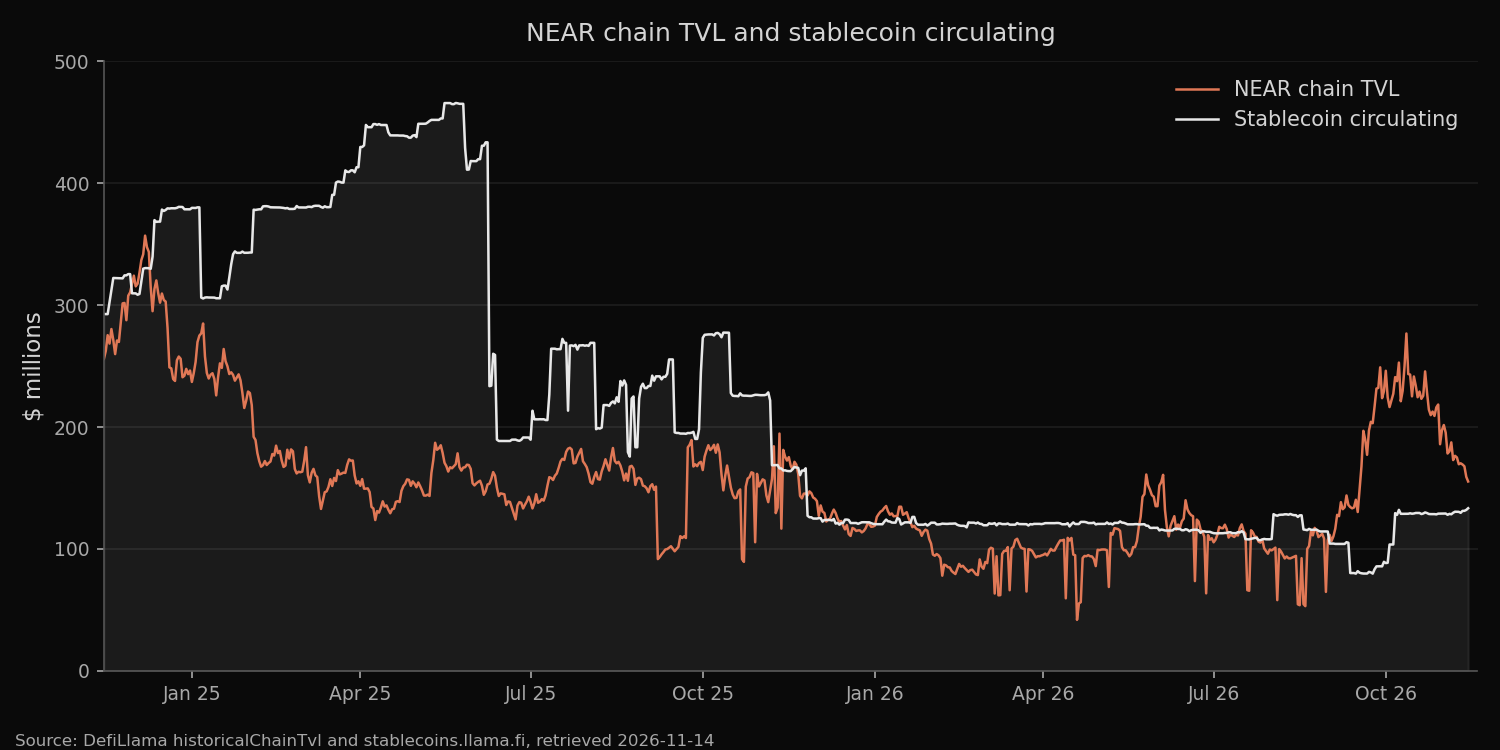 NEAR chain TVL and stablecoin circulating
NEAR chain TVL
Stablecoin circulating
$ millions
500
400
300
200
100
0
Jan 25
Apr 25
Jul 25
Oct 25
Jan 26
Apr 26
Jul 26
Oct 26
Source: DefiLlama historicalChainTvl and stablecoins.llama.fi, retrieved 2026-11-14